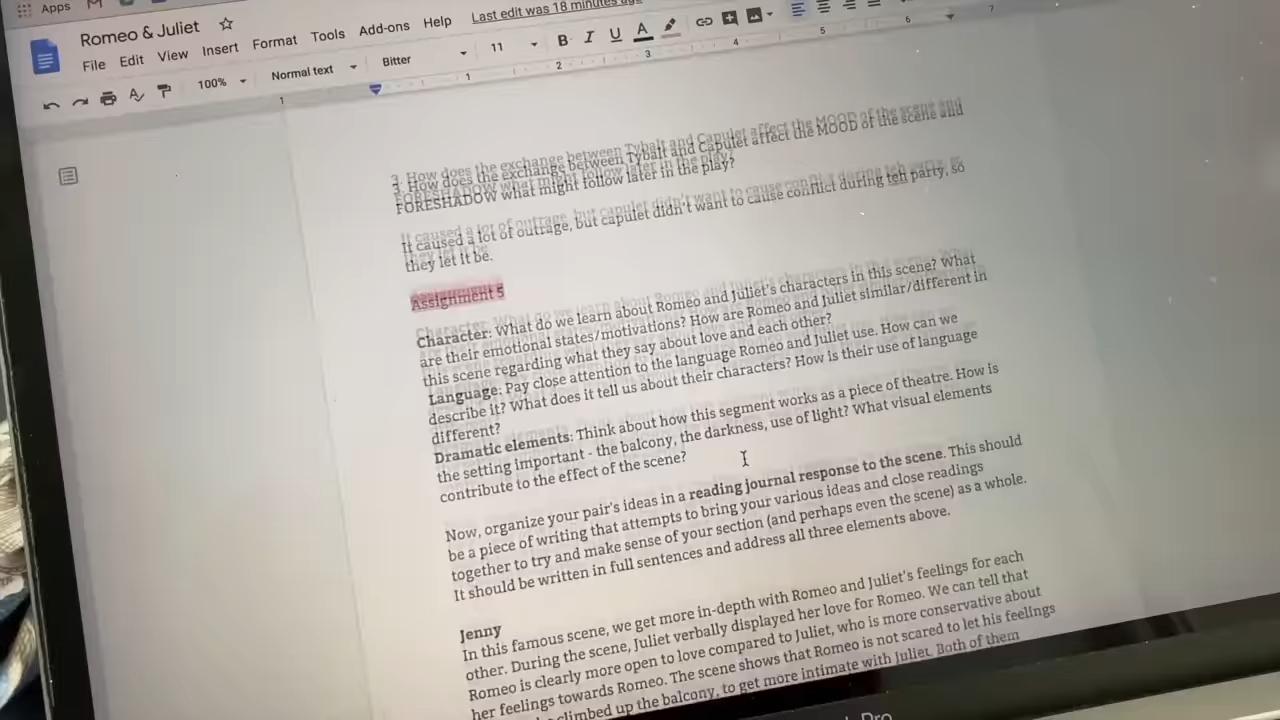 Apps
Romeo & Juliet
File Edit View Insert Format Tools Add-ons Help Last edit was 18 minutes ago
100% Normal text Bitter 11 B I U A
1 1 2 3 4 5 6 7
3. How does the exchange between Tybalt and Capulet affect the MOOD of the scene and
FORESHADOW what might follow later in the play?
It caused a lot of outrage, but capulet didn't want to cause conflict during teh party, so
they let it be.
Assignment 5
Character: What do we learn about Romeo and Juliet's characters in this scene? What
are their emotional states/motivations? How are Romeo and Juliet similar/different in
this scene regarding what they say about love and each other?
Language: Pay close attention to the language Romeo and Juliet use. How can we
describe it? What does it tell us about their characters? How is their use of language
different?
Dramatic elements: Think about how this segment works as a piece of theatre. How is
the setting important - the balcony, the darkness, use of light? What visual elements
contribute to the effect of the scene?
Now, organize your pair's ideas in a reading journal response to the scene. This should
be a piece of writing that attempts to bring your various ideas and close readings
together to try and make sense of your section (and perhaps even the scene) as a whole.
It should be written in full sentences and address all three elements above.
Jenny
In this famous scene, we get more in-depth with Romeo and Juliet's feelings for each
other. During the scene, Juliet verbally displayed her love for Romeo. We can tell that
Romeo is clearly more open to love compared to Juliet, who is more conservative about
her feelings towards Romeo. The scene shows that Romeo is not scared to let his feelings
climbed up the balcony, to get more intimate with Juliet. Both of them
Pro